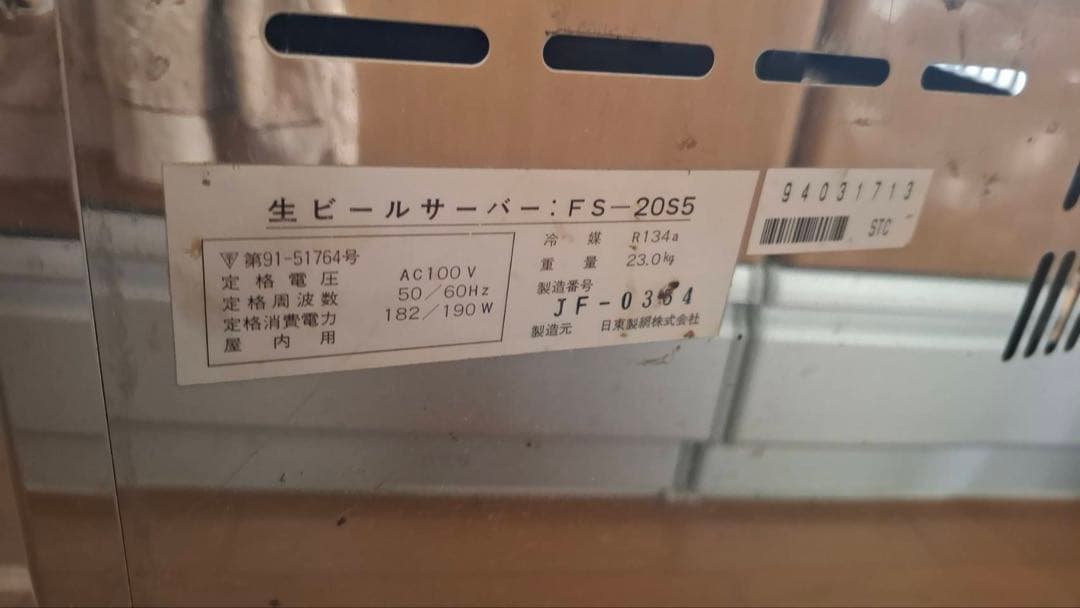 生ビールサーバー：FS－20S5
第91-51764号
定格電圧 AC100V
定格周波数 50／60Hz
定格消費電力 182／190W
屋内用
冷媒 R134a
重量 23.0kg
製造番号
製造元 日東製網株式会社
94031713
STC